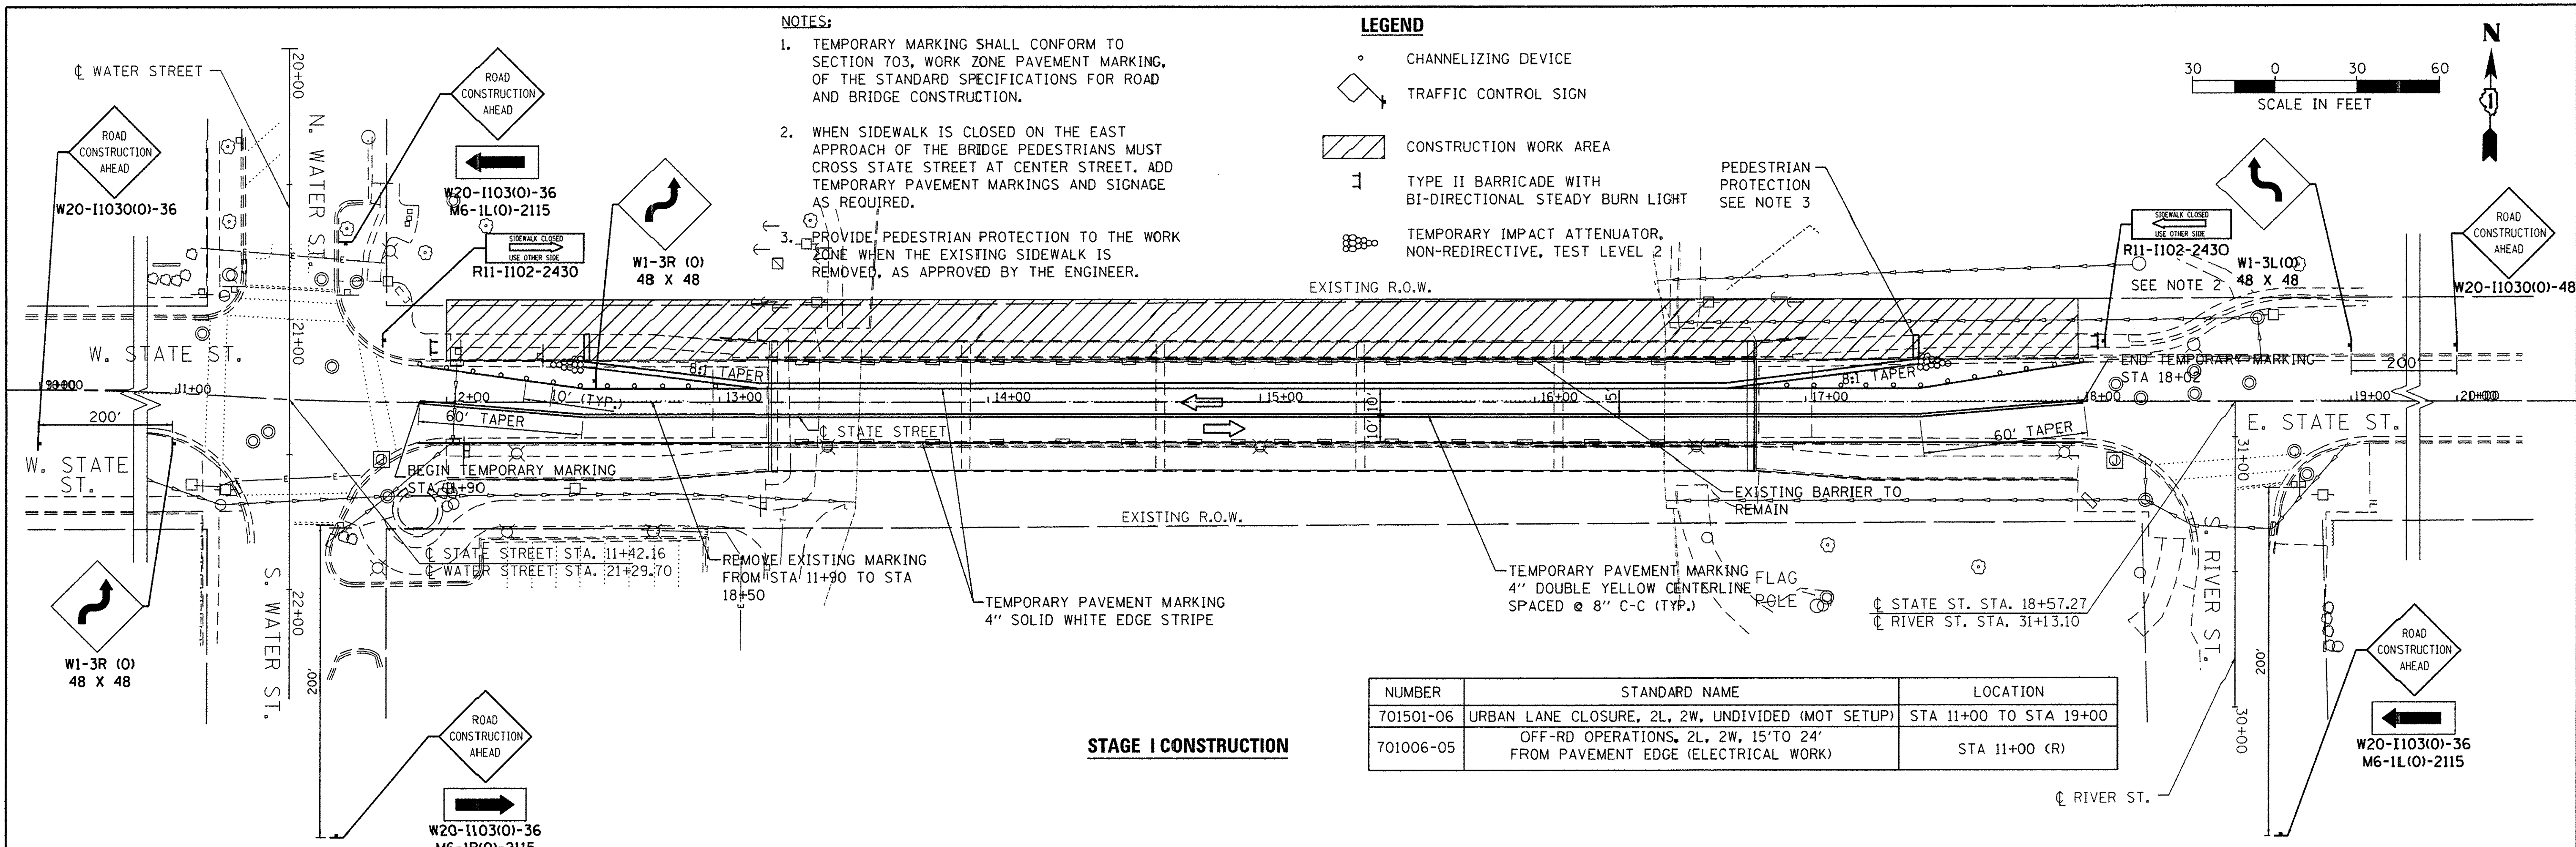 NOTES:
1. TEMPORARY MARKING SHALL CONFORM TO
SECTION 703, WORK ZONE PAVEMENT MARKING,
OF THE STANDARD SPECIFICATIONS FOR ROAD
AND BRIDGE CONSTRUCTION.
2. WHEN SIDEWALK IS CLOSED ON THE EAST
APPROACH OF THE BRIDGE PEDESTRIANS MUST
CROSS STATE STREET AT CENTER STREET. ADD
TEMPORARY PAVEMENT MARKINGS AND SIGNAGE
AS REQUIRED.
3. PROVIDE PEDESTRIAN PROTECTION TO THE WORK
ZONE WHEN THE EXISTING SIDEWALK IS
REMOVED, AS APPROVED BY THE ENGINEER.
LEGEND
CHANNELIZING DEVICE
TRAFFIC CONTROL SIGN
CONSTRUCTION WORK AREA
TYPE II BARRICADE WITH
BI-DIRECTIONAL STEADY BURN LIGHT
TEMPORARY IMPACT ATTENUATOR,
NON-REDIRECTIVE, TEST LEVEL 2
N
30 0 30 60
SCALE IN FEET
℄ WATER STREET
20+00
N. WATER ST.
21+00
ROAD
CONSTRUCTION
AHEAD
W20-I1030(O)-36
ROAD
CONSTRUCTION
AHEAD
W20-I103(O)-36
M6-1L(O)-2115
SIDEWALK CLOSED
USE OTHER SIDE
R11-I102-2430
W1-3R (O)
48 X 48
PEDESTRIAN
PROTECTION
SEE NOTE 3
SIDEWALK CLOSED
USE OTHER SIDE
R11-I102-2430
SEE NOTE 2
W1-3L(O)
48 X 48
ROAD
CONSTRUCTION
AHEAD
W20-I1030(O)-48
EXISTING R.O.W.
W. STATE ST.
8:1 TAPER
8:1 TAPER
END TEMPORARY MARKING
STA 18+02
200'
11+00
12+00
10' (TYP.)
13+00
14+00
15+00
16+00
17+00
18+00
19+00
200'
60' TAPER
℄ STATE STREET
10'
10'
5'
60' TAPER
E. STATE ST.
W. STATE
ST.
BEGIN TEMPORARY MARKING
STA 11+90
EXISTING BARRIER TO
REMAIN
31+00
EXISTING R.O.W.
℄ STATE STREET STA. 11+42.16
℄ WATER STREET STA. 21+29.70
REMOVE EXISTING MARKING
FROM STA 11+90 TO STA
18+50
TEMPORARY PAVEMENT MARKING
4" SOLID WHITE EDGE STRIPE
TEMPORARY PAVEMENT MARKING
4" DOUBLE YELLOW CENTERLINE
SPACED @ 8" C-C (TYP.)
FLAG
POLE
℄ STATE ST. STA. 18+57.27
℄ RIVER ST. STA. 31+13.10
W1-3R (O)
48 X 48
S. WATER ST.
22+00
200'
ROAD
CONSTRUCTION
AHEAD
W20-I103(O)-36
M6-1R(O)-2115
STAGE I CONSTRUCTION
NUMBER STANDARD NAME LOCATION
701501-06 URBAN LANE CLOSURE, 2L, 2W, UNDIVIDED (MOT SETUP) STA 11+00 TO STA 19+00
701006-05 OFF-RD OPERATIONS, 2L, 2W, 15' TO 24'
FROM PAVEMENT EDGE (ELECTRICAL WORK) STA 11+00 (R)
S. RIVER ST.
30+00
200'
℄ RIVER ST.
ROAD
CONSTRUCTION
AHEAD
W20-I103(O)-36
M6-1L(O)-2115